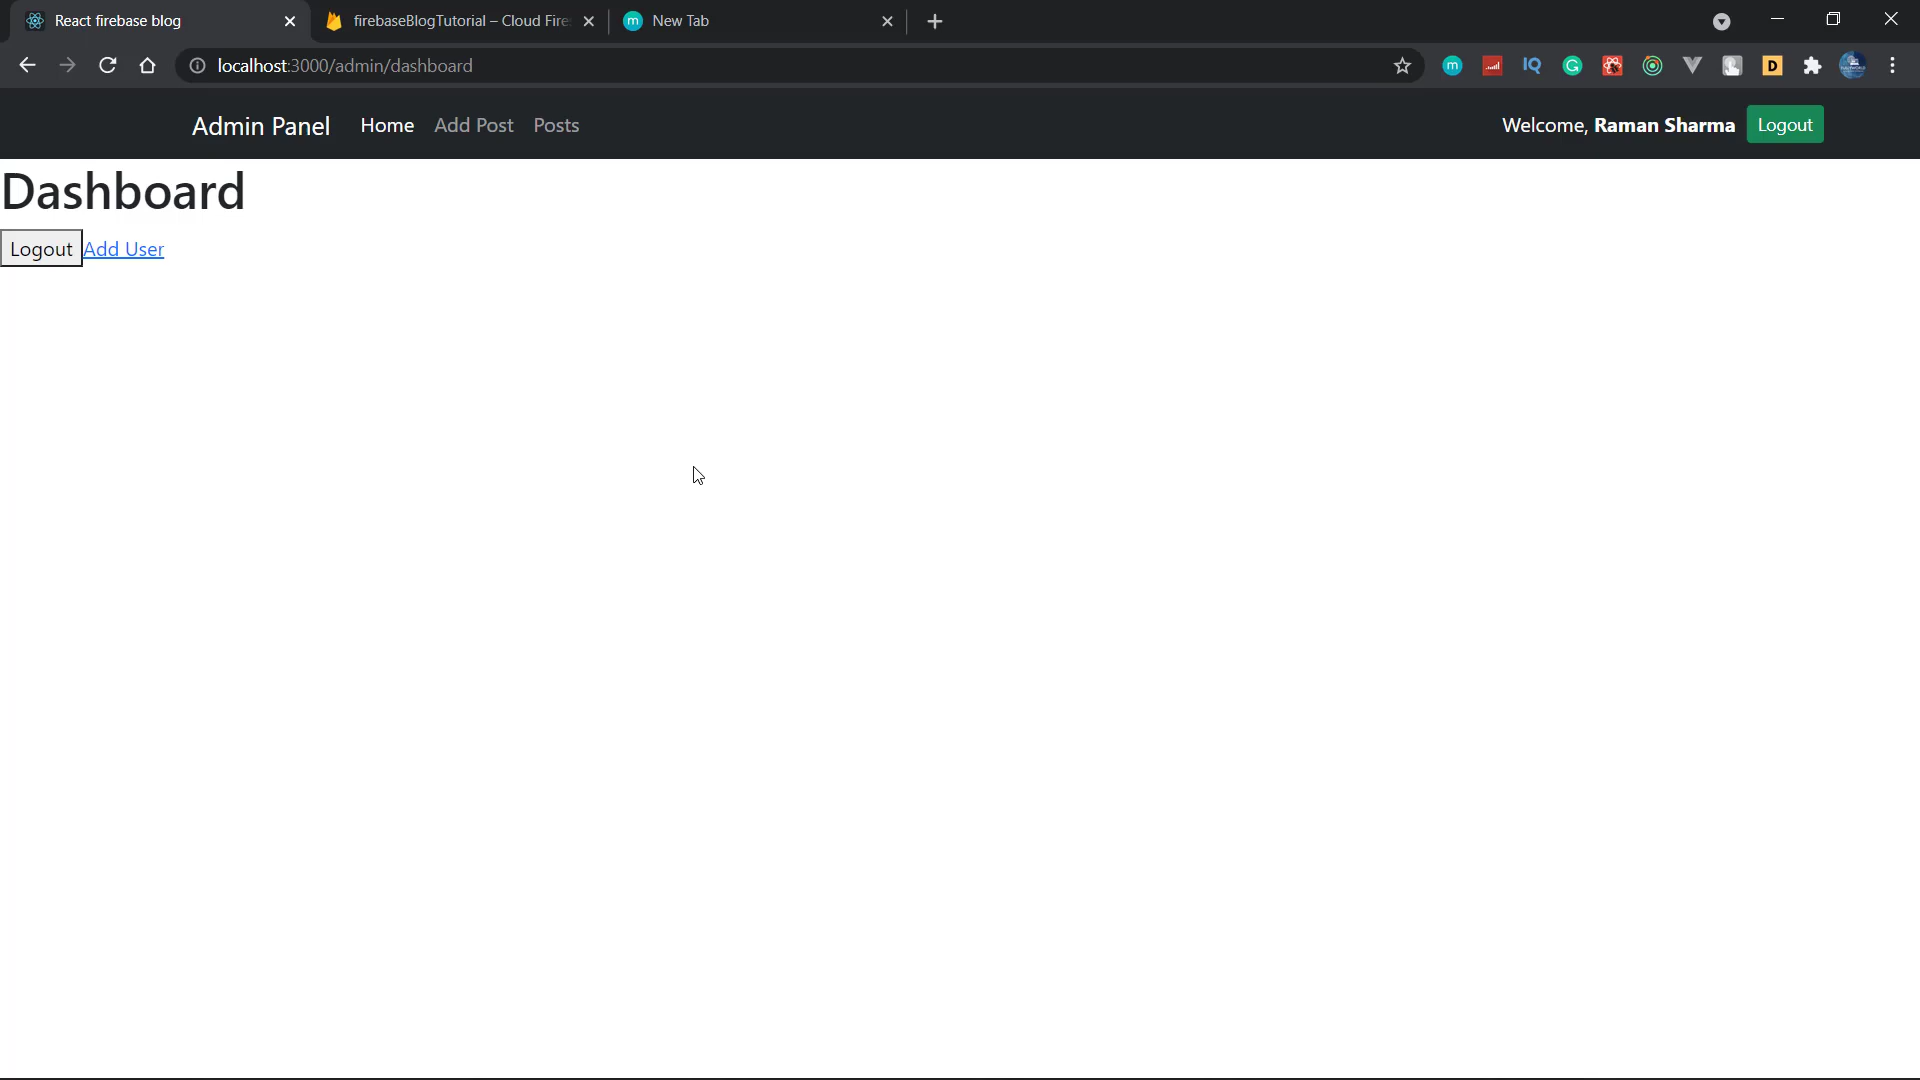 React firebase blog
firebaseBlogTutorial – Cloud Fire
New Tab
localhost:3000/admin/dashboard
Admin Panel Home Add Post Posts Welcome, Raman Sharma Logout
Dashboard
Logout Add User